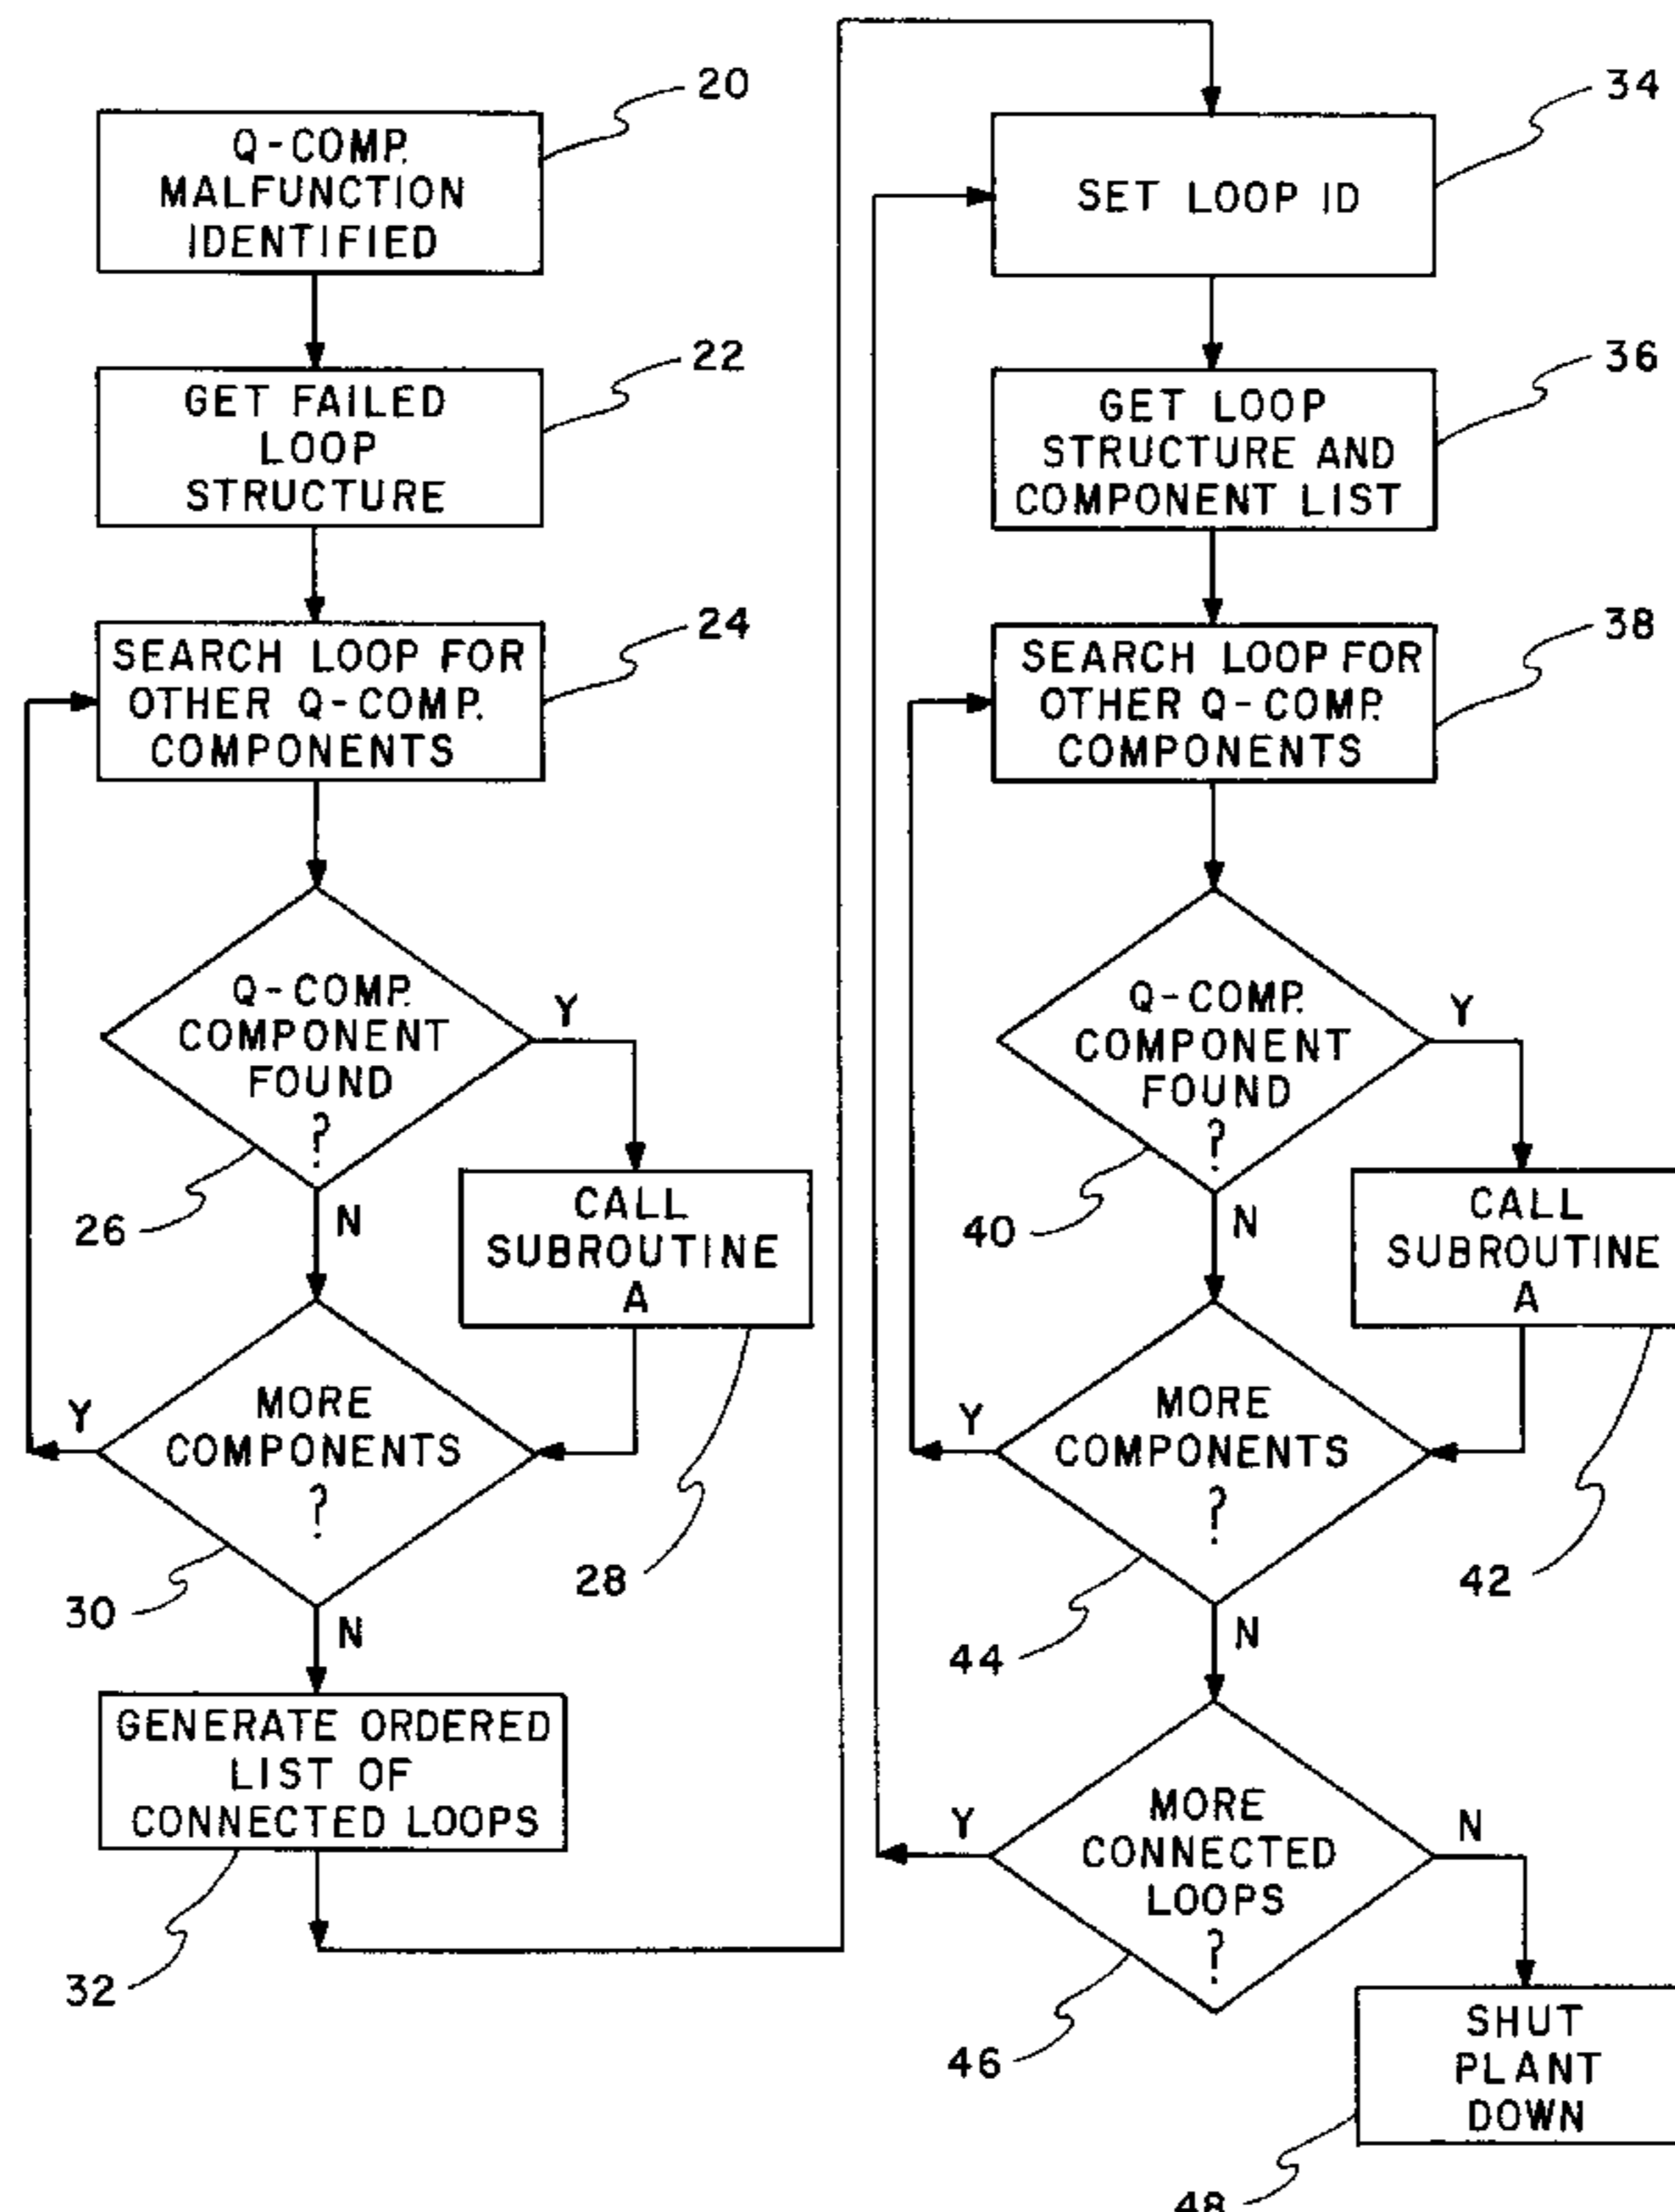 20
Q-COMP.
MALFUNCTION
IDENTIFIED
22
GET FAILED
LOOP
STRUCTURE
24
SEARCH LOOP FOR
OTHER Q-COMP.
COMPONENTS
Q-COMP.
COMPONENT
FOUND
?
Y
26
N
CALL
SUBROUTINE
A
28
MORE
COMPONENTS
?
Y
30
N
GENERATE ORDERED
LIST OF
CONNECTED LOOPS
32
34
SET LOOP ID
36
GET LOOP
STRUCTURE AND
COMPONENT LIST
38
SEARCH LOOP FOR
OTHER Q-COMP.
COMPONENTS
Q-COMP.
COMPONENT
FOUND
?
Y
40
N
CALL
SUBROUTINE
A
42
MORE
COMPONENTS
?
Y
44
N
MORE
CONNECTED
LOOPS
?
Y
N
46
SHUT
PLANT
DOWN
48